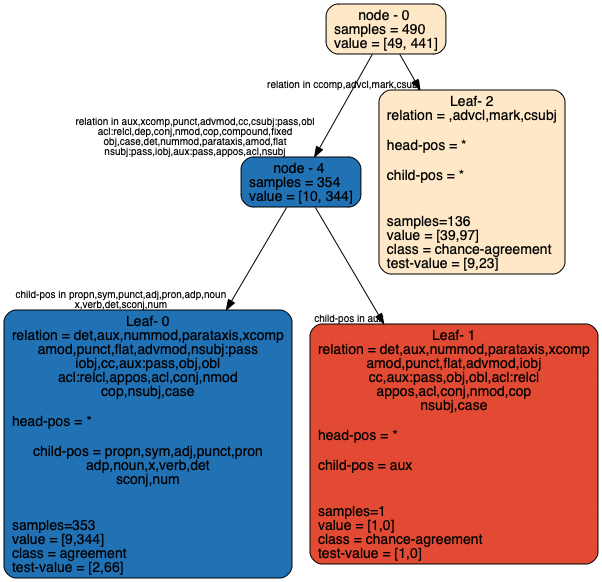 node - 0
samples = 490
value = [49, 441]
relation in ccomp,advcl,mark,csubj
relation in aux,xcomp,punct,advmod,cc,csubj:pass,obl
acl:relcl,dep,conj,nmod,cop,compound,fixed
obj,case,det,nummod,parataxis,amod,flat
nsubj:pass,iobj,aux:pass,appos,acl,nsubj
Leaf- 2
relation = ,advcl,mark,csubj
head-pos = *
child-pos = *
samples=136
value = [39,97]
class = chance-agreement
test-value = [9,23]
node - 4
samples = 354
value = [10, 344]
child-pos in propn,sym,punct,adj,pron,adp,noun
x,verb,det,sconj,num
child-pos in aux
Leaf- 0
relation = det,aux,nummod,parataxis,xcomp
amod,punct,flat,advmod,nsubj:pass
iobj,cc,aux:pass,obj,obl
acl:relcl,appos,acl,conj,nmod
cop,nsubj,case
head-pos = *
child-pos = propn,sym,adj,punct,pron
adp,noun,x,verb,det
sconj,num
samples=353
value = [9,344]
class = agreement
test-value = [2,66]
Leaf- 1
relation = det,aux,nummod,parataxis,xcomp
amod,punct,flat,advmod,iobj
cc,aux:pass,obj,obl,acl:relcl
appos,acl,conj,nmod,cop
nsubj,case
head-pos = *
child-pos = aux
samples=1
value = [1,0]
class = chance-agreement
test-value = [1,0]